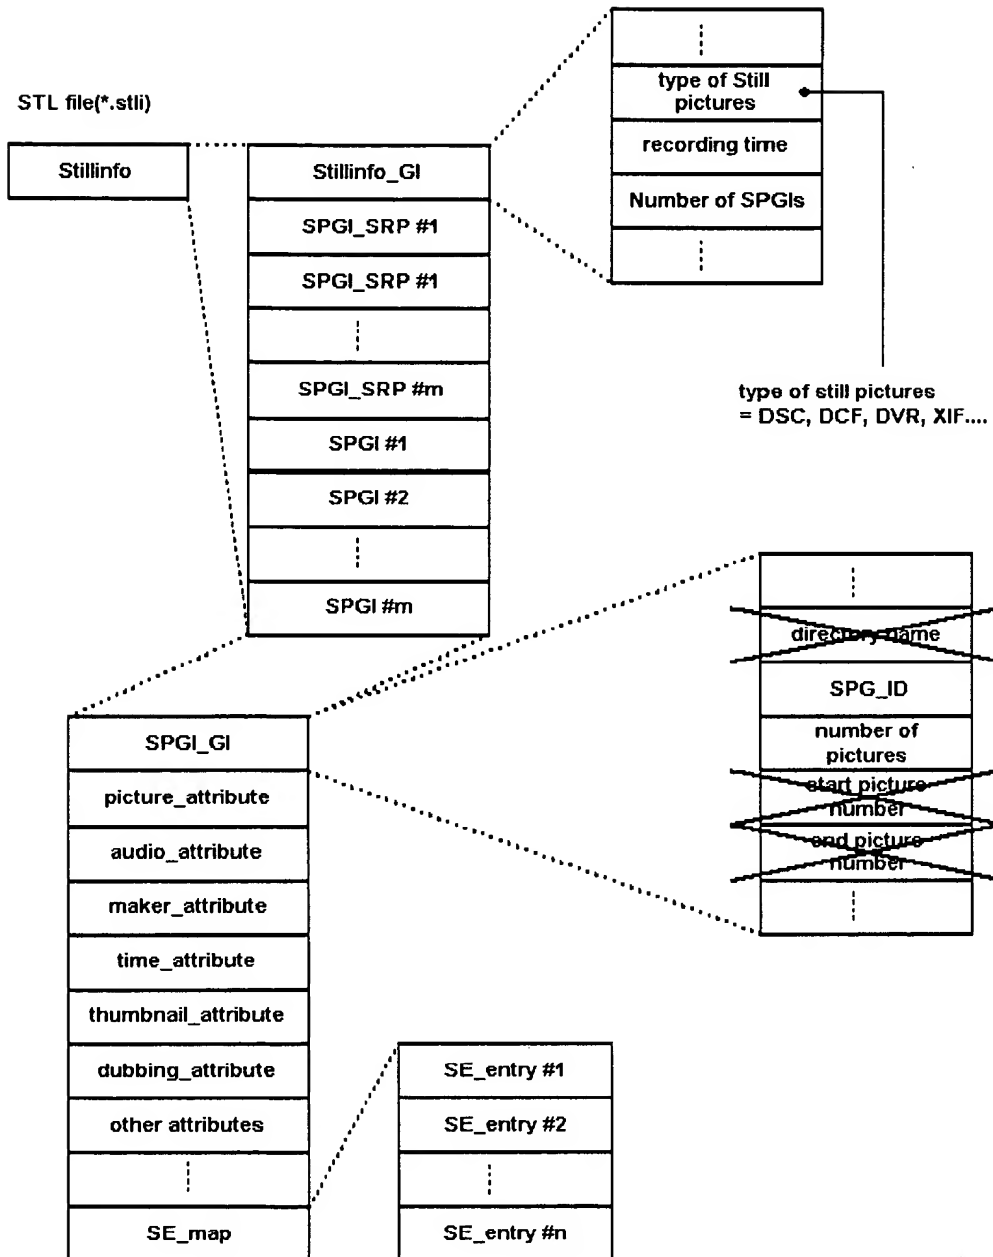 type of Still
pictures
recording time
Number of SPGIs
STL file(*.stli)
Stillinfo
Stillinfo_GI
SPGI_SRP #1
SPGI_SRP #1
SPGI_SRP #m
SPGI #1
SPGI #2
SPGI #m
type of still pictures
= DSC, DCF, DVR, XIF....
directory name
SPG_ID
number of
pictures
start picture
number
end picture
number
SPGI_GI
picture_attribute
audio_attribute
maker_attribute
time_attribute
thumbnail_attribute
dubbing_attribute
other attributes
SE_map
SE_entry #1
SE_entry #2
SE_entry #n